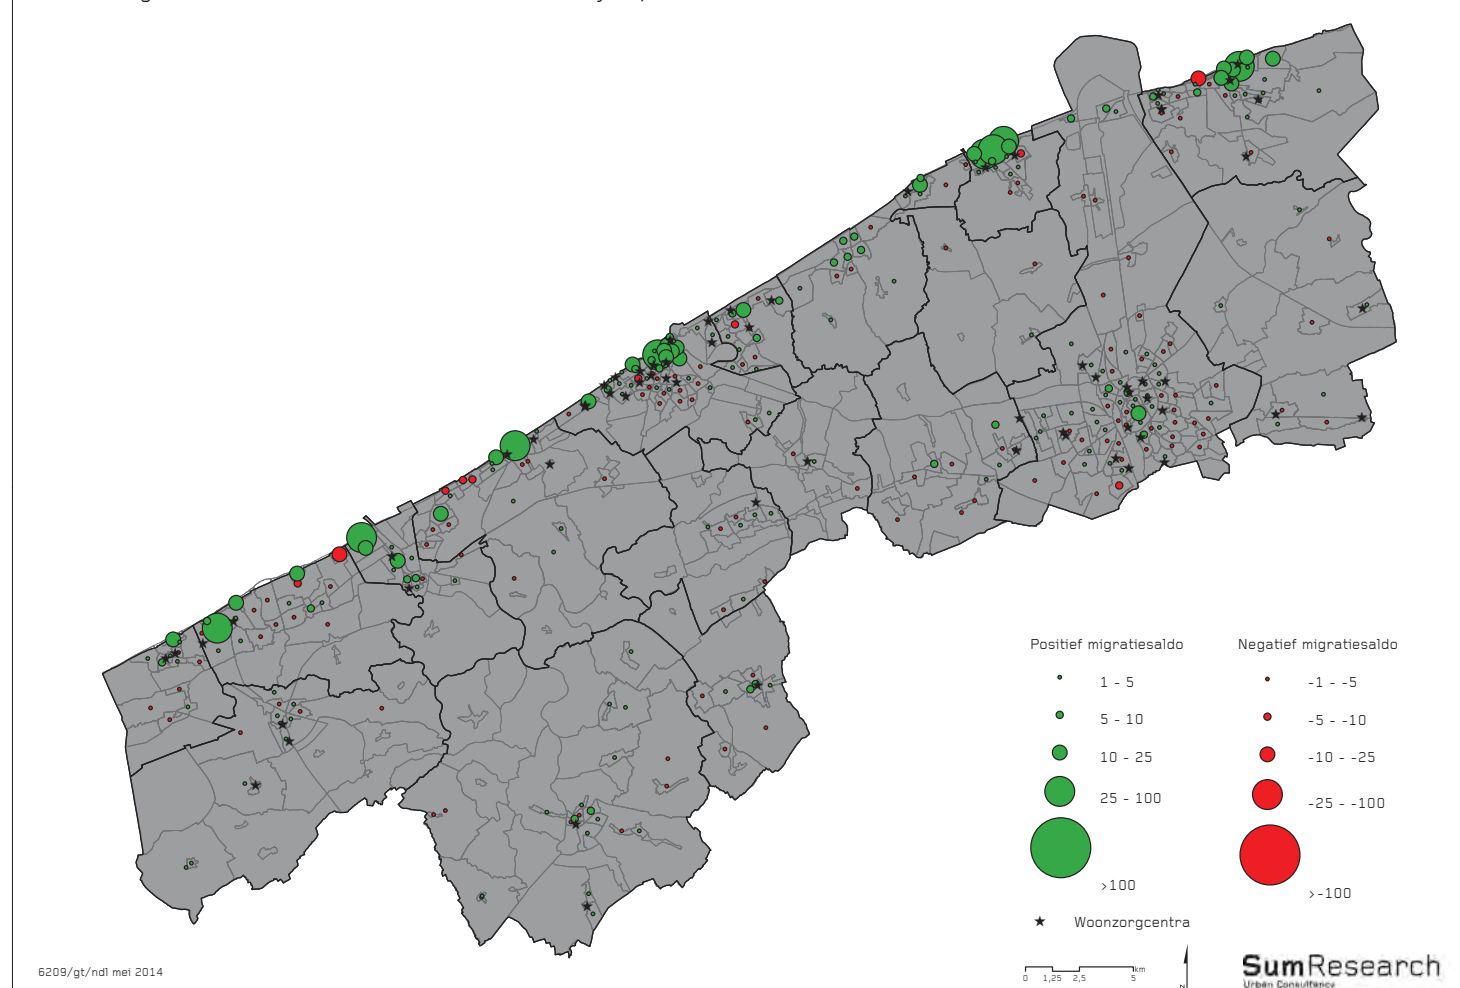 Positief migratiesaldo
Negatief migratiesaldo
1 - 5
-1 - -5
5 - 10
-5 - -10
10 - 25
-10 - -25
25 - 100
-25 - -100
>100
>-100
Woonzorgcentra
km
0 1,25 2,5 5
N
6209/gt/ndl mei 2014
SumResearch
Urban Consultancy